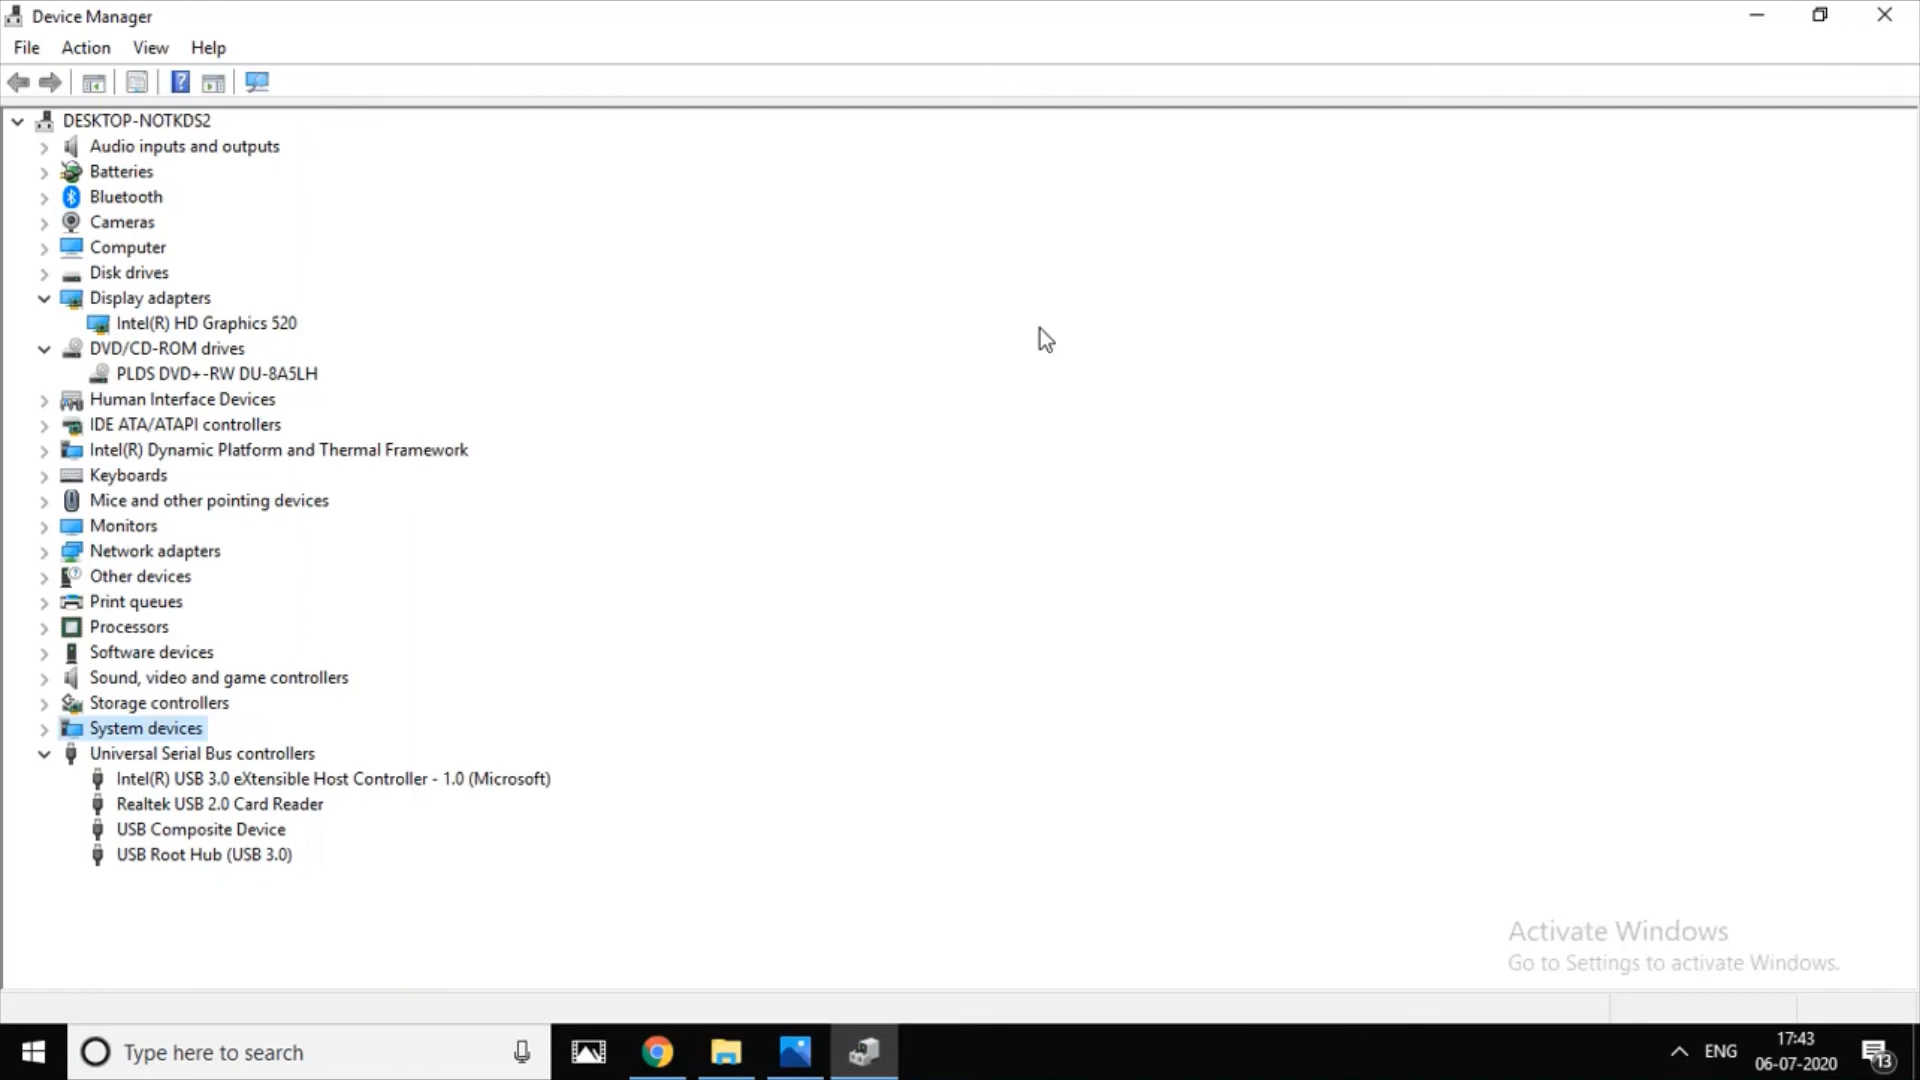 Device Manager
File Action View Help
DESKTOP-NOTKDS2
Audio inputs and outputs
Batteries
Bluetooth
Cameras
Computer
Disk drives
Display adapters
Intel(R) HD Graphics 520
DVD/CD-ROM drives
PLDS DVD+-RW DU-8A5LH
Human Interface Devices
IDE ATA/ATAPI controllers
Intel(R) Dynamic Platform and Thermal Framework
Keyboards
Mice and other pointing devices
Monitors
Network adapters
Other devices
Print queues
Processors
Software devices
Sound, video and game controllers
Storage controllers
System devices
Universal Serial Bus controllers
Intel(R) USB 3.0 eXtensible Host Controller - 1.0 (Microsoft)
Realtek USB 2.0 Card Reader
USB Composite Device
USB Root Hub (USB 3.0)
Activate Windows
Go to Settings to activate Windows.
Type here to search
ENG
17:43
06-07-2020
13